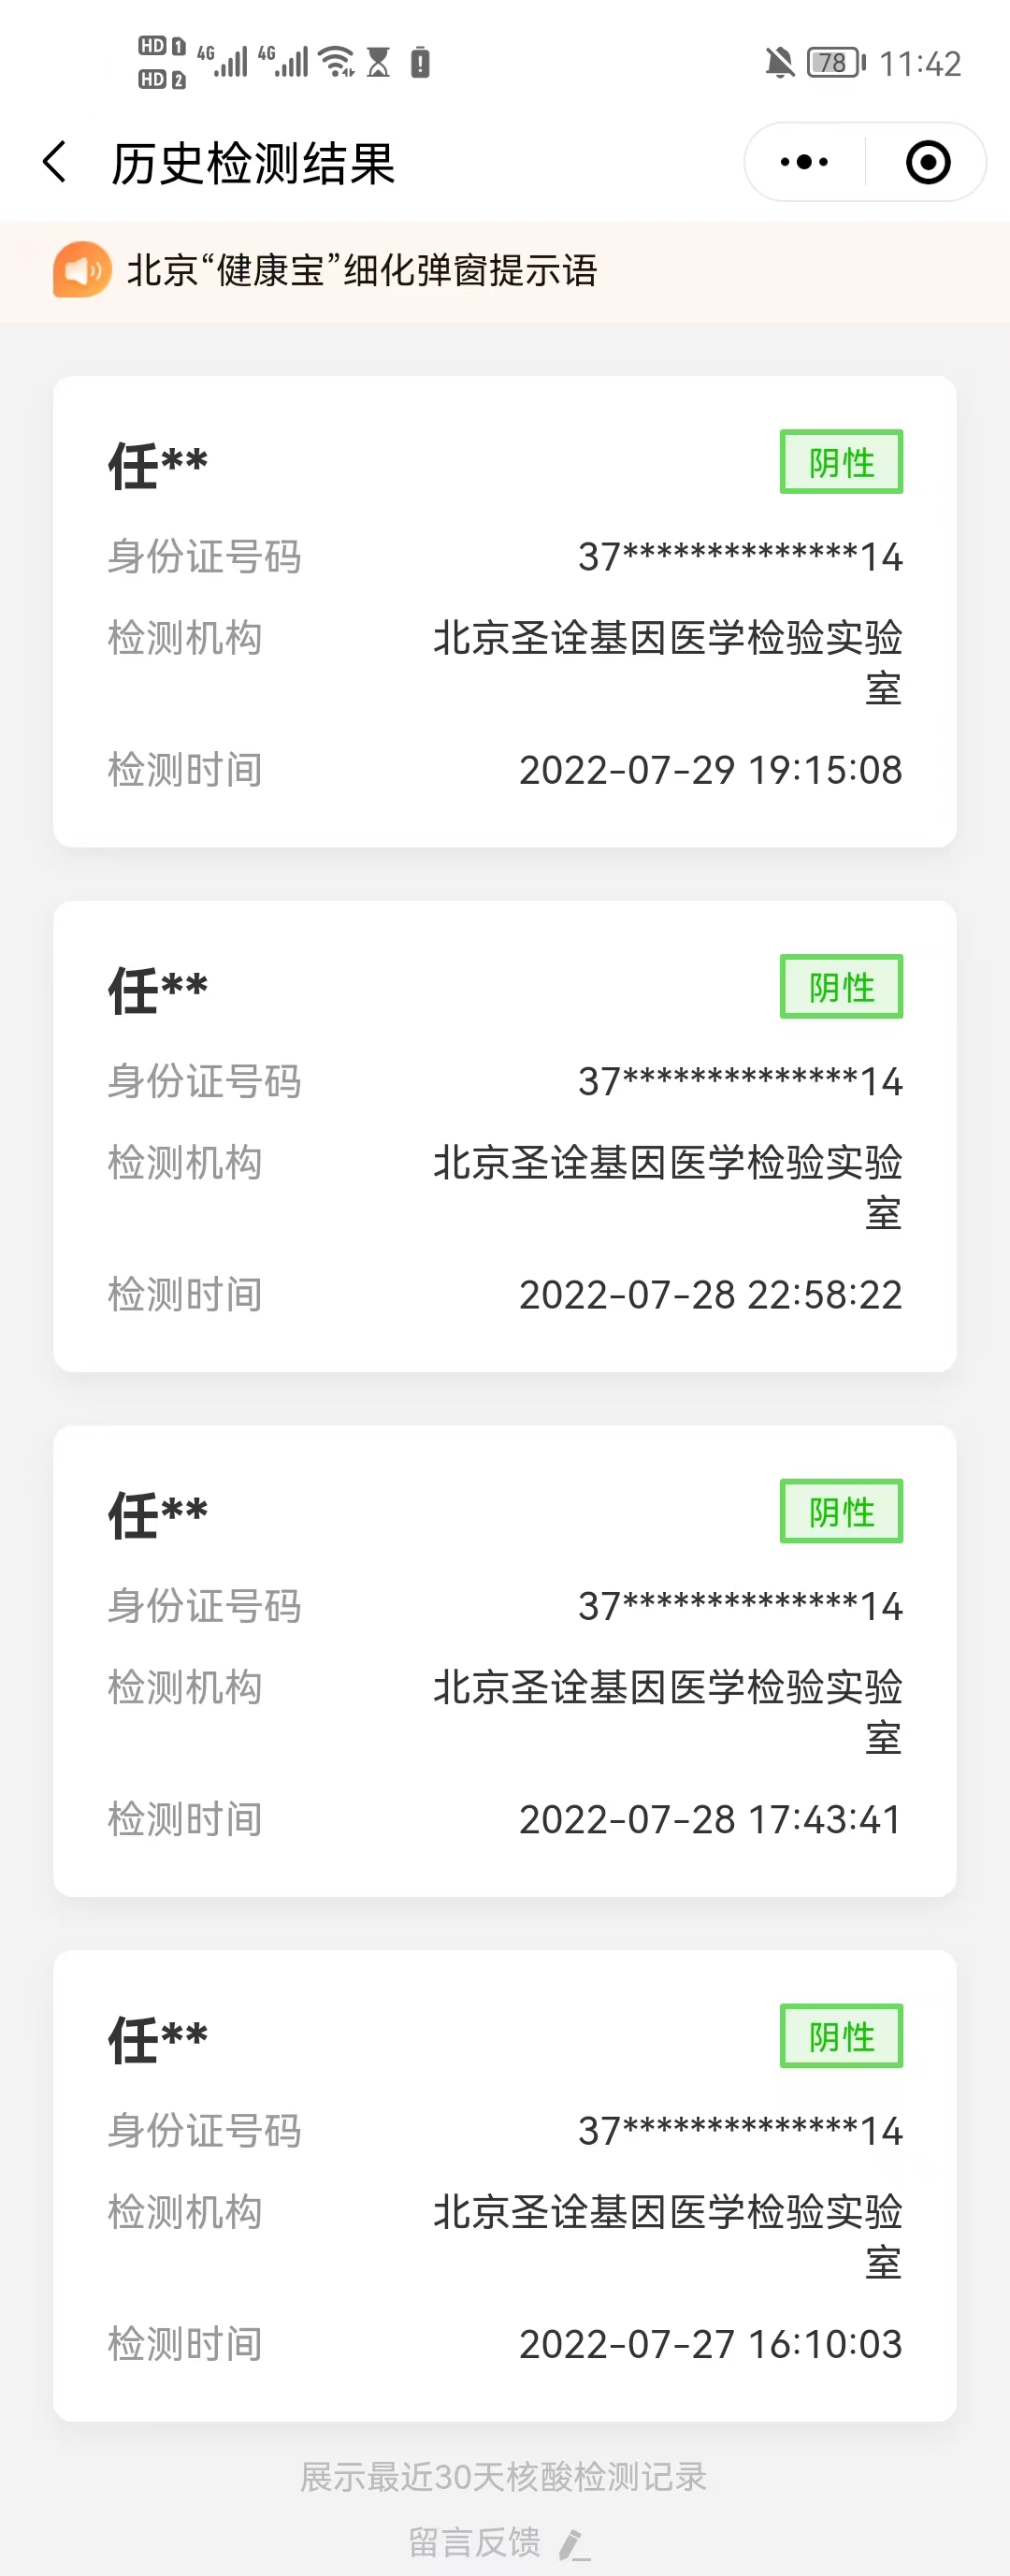 HD 1 4G 4G 78 11:42
HD 2
历史检测结果
北京“健康宝”细化弹窗提示语
任** 阴性
身份证号码 37**************14
检测机构 北京圣诠基因医学检验实验
室
检测时间 2022-07-29 19:15:08
任** 阴性
身份证号码 37**************14
检测机构 北京圣诠基因医学检验实验
室
检测时间 2022-07-28 22:58:22
任** 阴性
身份证号码 37**************14
检测机构 北京圣诠基因医学检验实验
室
检测时间 2022-07-28 17:43:41
任** 阴性
身份证号码 37**************14
检测机构 北京圣诠基因医学检验实验
室
检测时间 2022-07-27 16:10:03
展示最近30天核酸检测记录
留言反馈